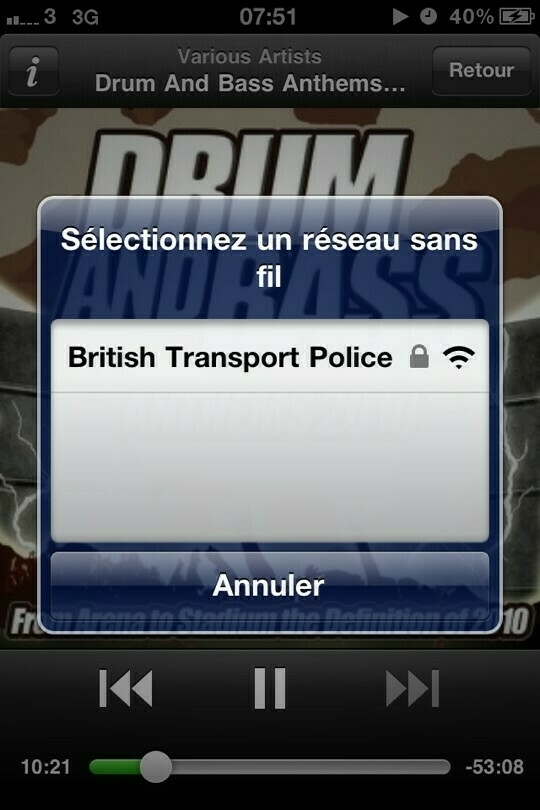 3 3G 07:51 40%
Various Artists
Drum And Bass Anthems...
Retour
DRUM
AND BASS
Sélectionnez un réseau sans
fil
British Transport Police
Annuler
From Arena to Stadium the Definition of 2010
10:21 -53:08